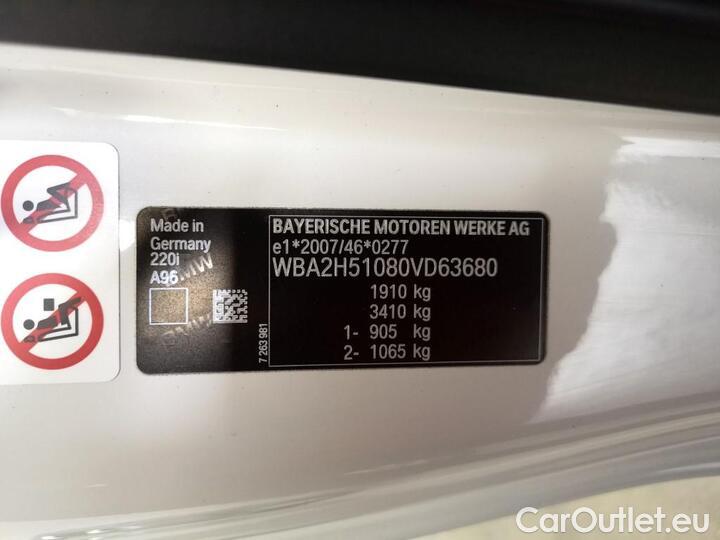 Made in
Germany
220i
A96
7 263 981
BAYERISCHE MOTOREN WERKE AG
e1*2007/46*0277
WBA2H51080VD63680
1910 kg
3410 kg
1- 905 kg
2- 1065 kg
BMW
CarOutlet.eu